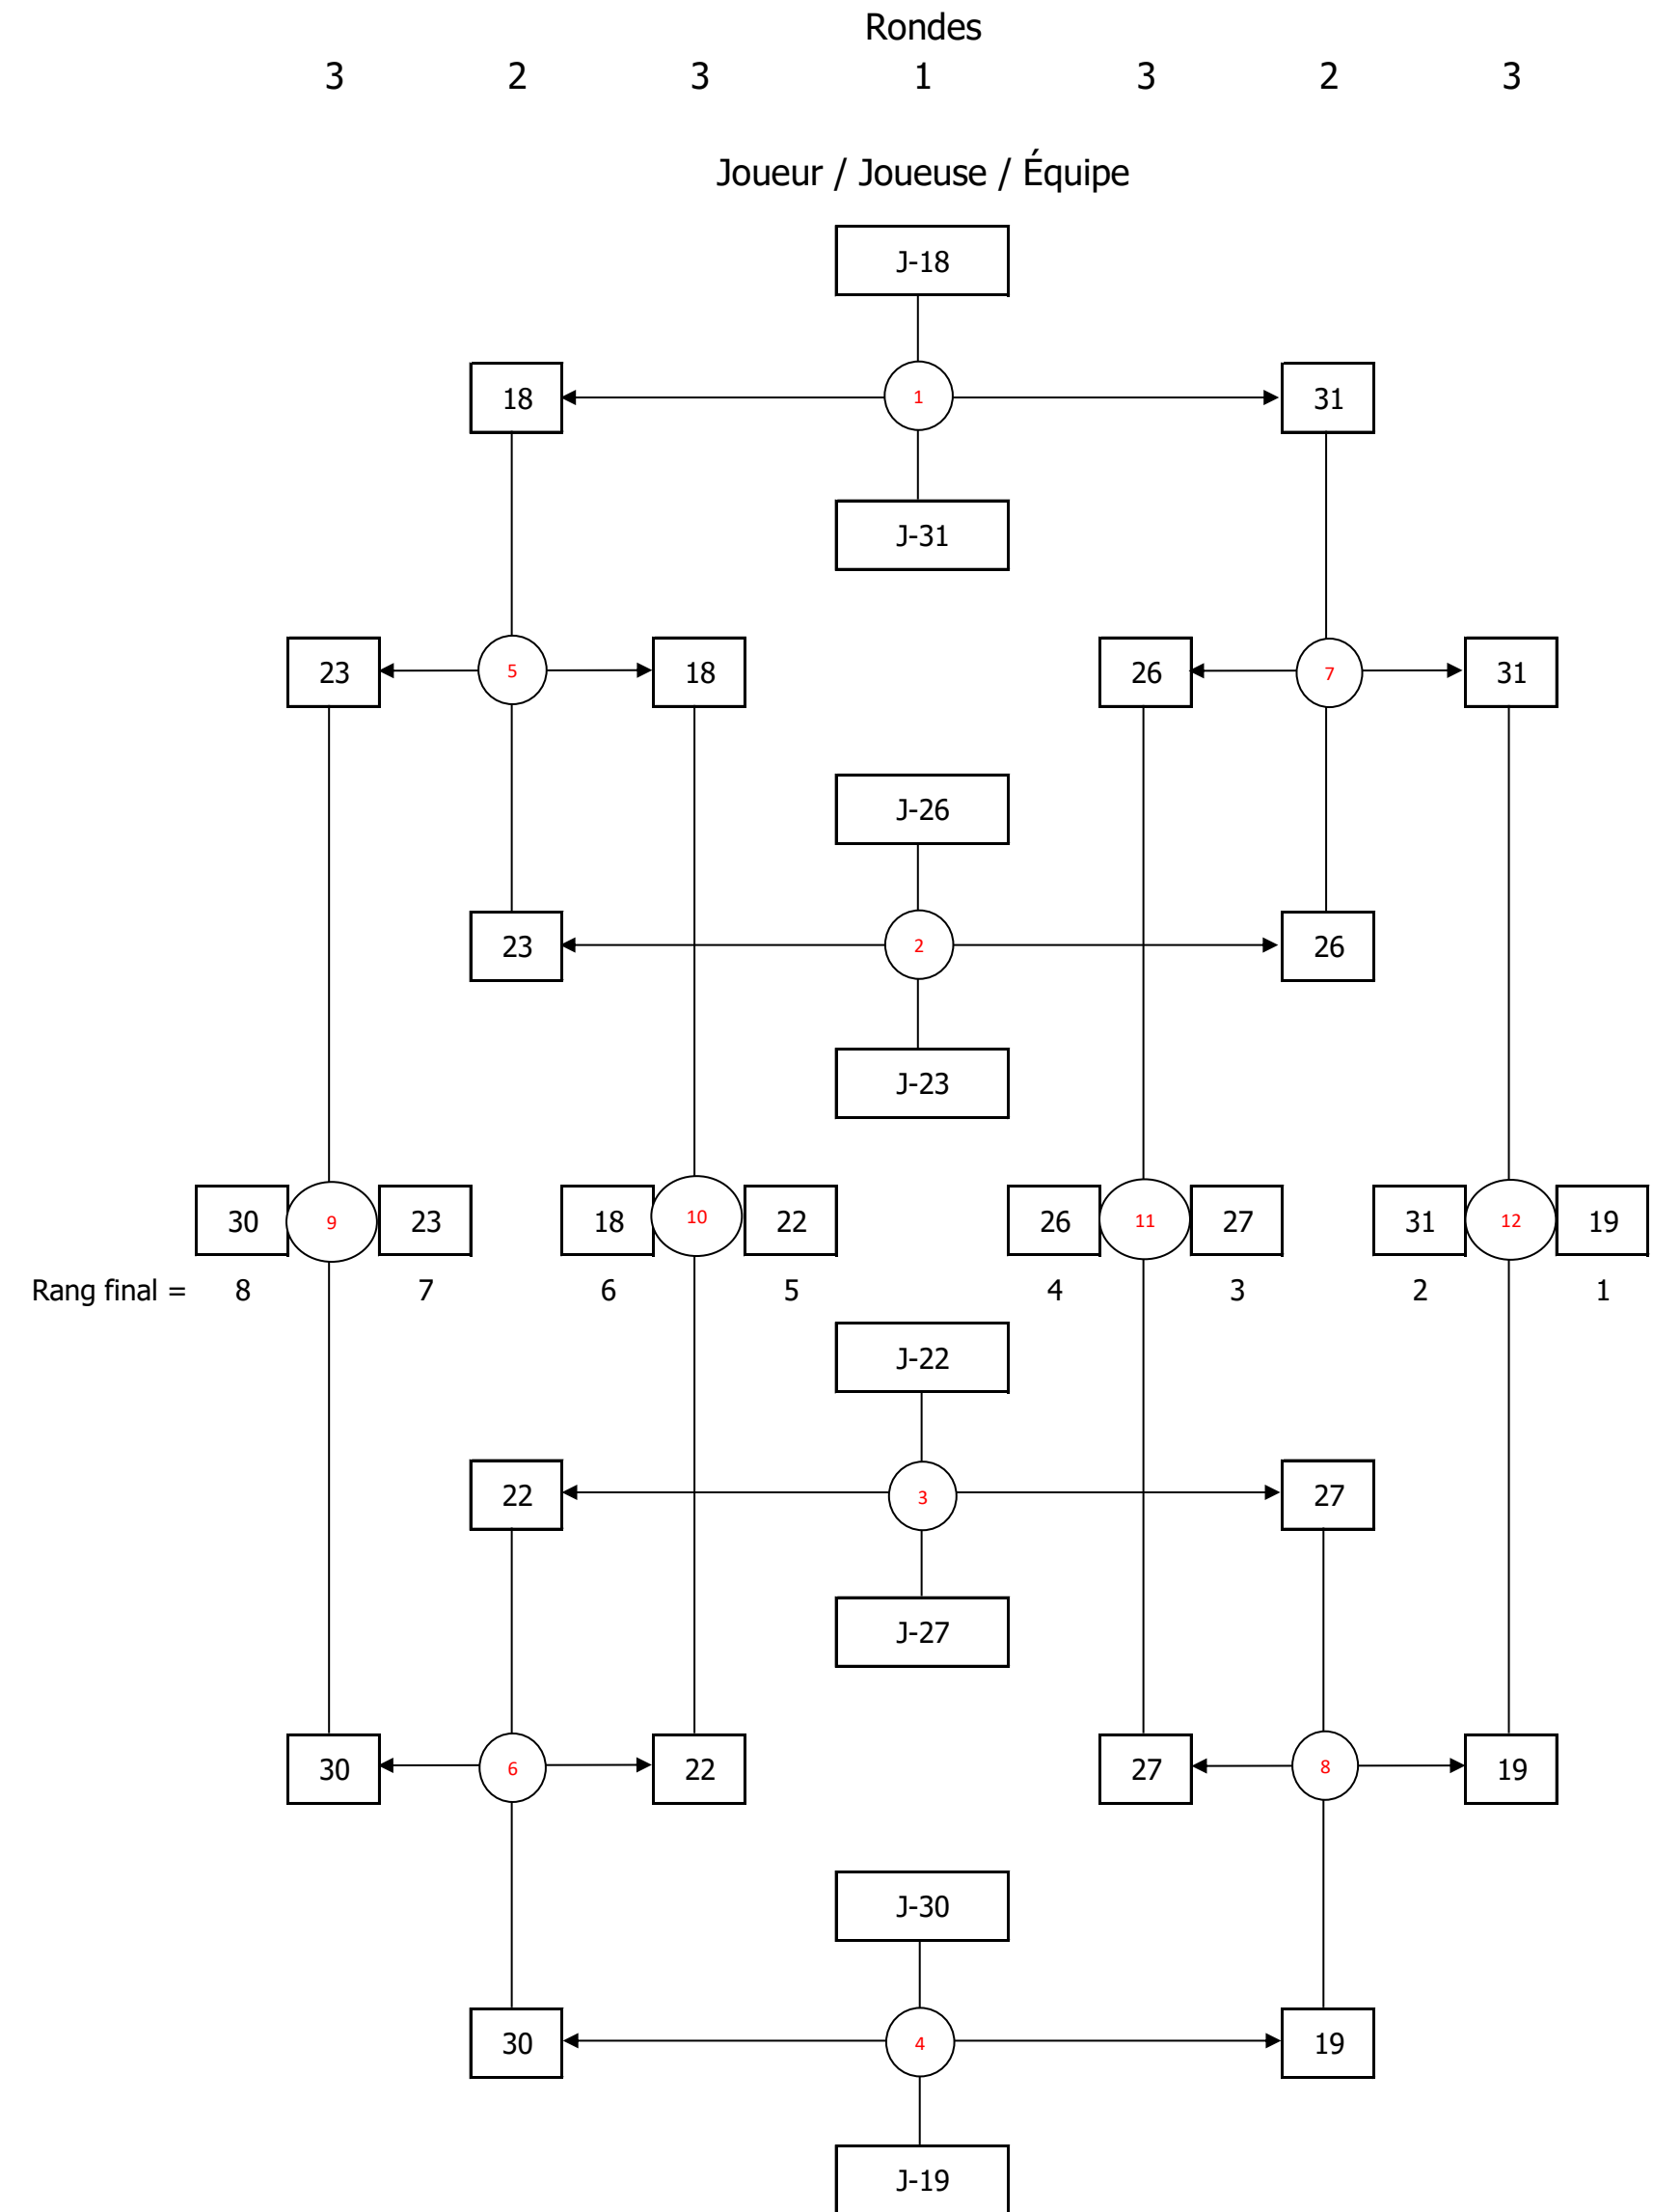 Rondes
3 2 3 1 3 2 3
Joueur / Joueuse / Équipe
J-18
18 1 31
J-31
23 5 18 26 7 31
J-26
23 2 26
J-23
30 9 23 18 10 22 26 11 27 31 12 19
Rang final = 8 7 6 5 4 3 2 1
J-22
22 3 27
J-27
30 6 22 27 8 19
J-30
30 4 19
J-19